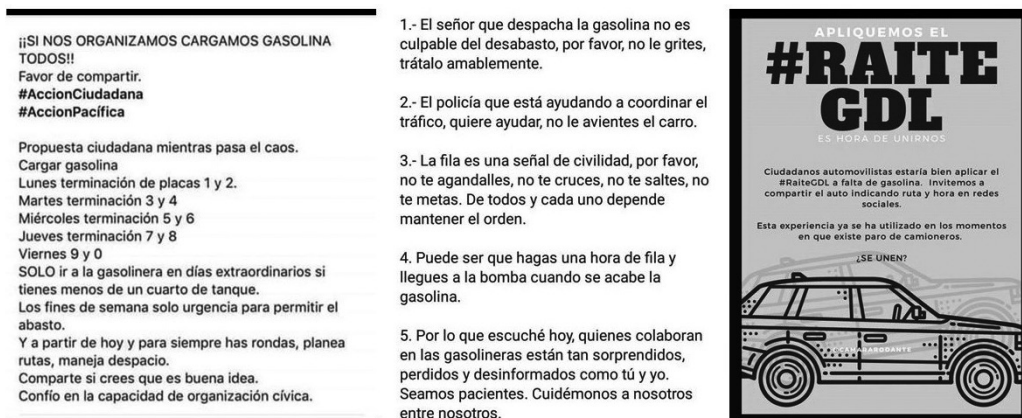 ¡¡SI NOS ORGANIZAMOS CARGAMOS GASOLINA
TODOS!!
Favor de compartir.
#AccionCiudadana
#AccionPacífica
Propuesta ciudadana mientras pasa el caos.
Cargar gasolina
Lunes terminación de placas 1 y 2.
Martes terminación 3 y 4
Miércoles terminación 5 y 6
Jueves terminación 7 y 8
Viernes 9 y 0
SOLO ir a la gasolinera en días extraordinarios si
tienes menos de un cuarto de tanque.
Los fines de semana solo urgencia para permitir el
abasto.
Y a partir de hoy y para siempre has rondas, planea
rutas, maneja despacio.
Comparte si crees que es buena idea.
Confío en la capacidad de organización cívica.
1.- El señor que despacha la gasolina no es
culpable del desabasto, por favor, no le grites,
trátalo amablemente.
2.- El policía que está ayudando a coordinar el
tráfico, quiere ayudar, no le avientes el carro.
3.- La fila es una señal de civilidad, por favor,
no te agandalles, no te cruces, no te saltes, no
te metas. De todos y cada uno depende
mantener el orden.
4. Puede ser que hagas una hora de fila y
llegues a la bomba cuando se acabe la
gasolina.
5. Por lo que escuché hoy, quienes colaboran
en las gasolineras están tan sorprendidos,
perdidos y desinformados como tú y yo.
Seamos pacientes. Cuidémonos a nosotros
entre nosotros.
APLIQUEMOS EL
#RAITE
GDL
ES HORA DE UNIRNOS
Ciudadanos automovilistas estaría bien aplicar el
#RaiteGDL a falta de gasolina. Invitemos a
compartir el auto indicando ruta y hora en redes
sociales.
Esta experiencia ya se ha utilizado en los momentos
en que existe paro de camioneros.
¿SE UNEN?
@CAMARARODANTE